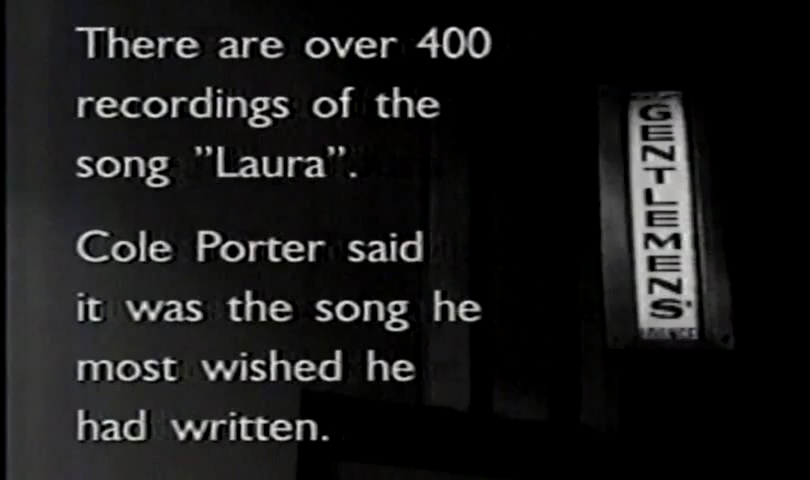 There are over 400
recordings of the
song "Laura".
Cole Porter said
it was the song he
most wished he
had written.
GENTLEMENS'
LOUNGE